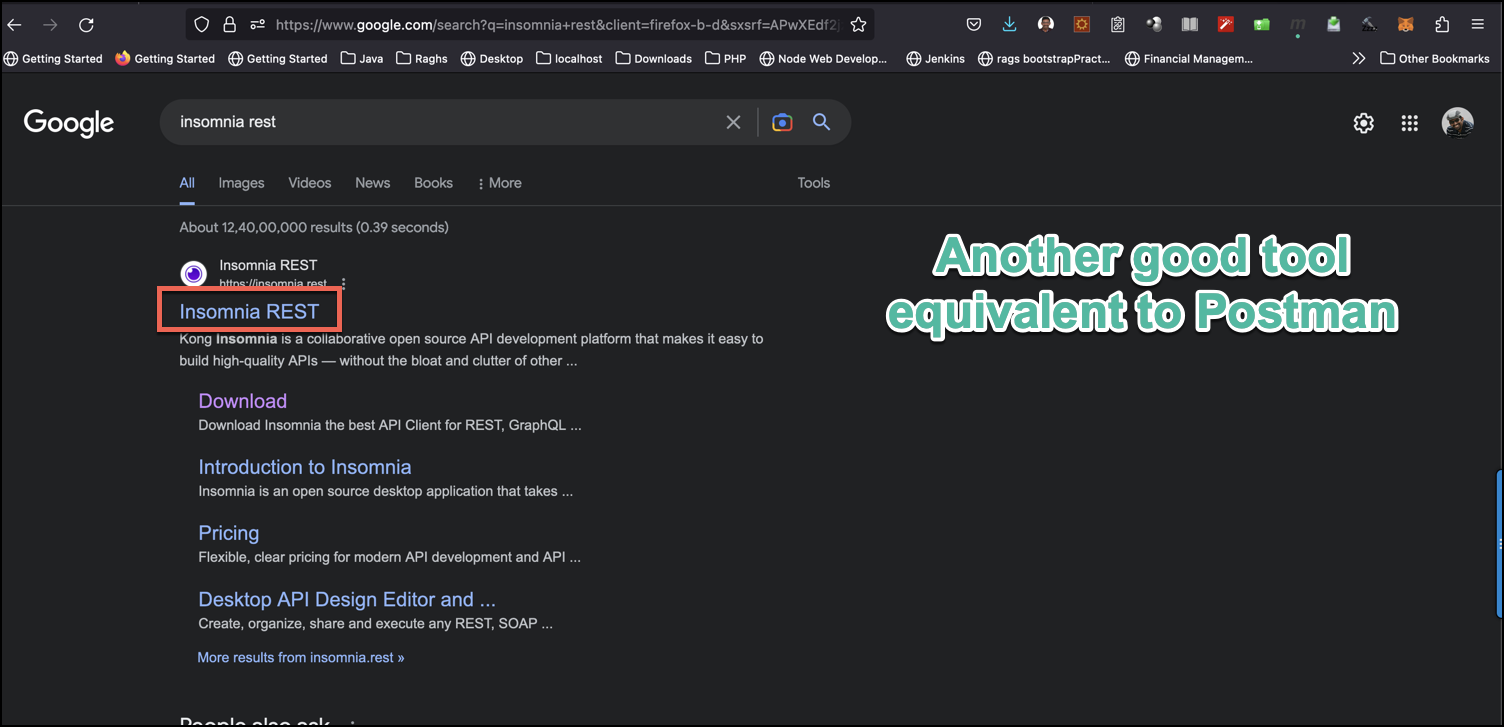 https://www.google.com/search?q=insomnia+rest&client=firefox-b-d&sxsrf=APwXEdf2
Getting Started Getting Started Getting Started Java Raghs Desktop localhost Downloads PHP Node Web Develop... Jenkins rags bootstrapPract... Financial Managem... Other Bookmarks
Google
insomnia rest
All Images Videos News Books More Tools
About 12,40,00,000 results (0.39 seconds)
Insomnia REST
https://insomnia.rest
Insomnia REST
Kong Insomnia is a collaborative open source API development platform that makes it easy to
build high-quality APIs — without the bloat and clutter of other ...
Download
Download Insomnia the best API Client for REST, GraphQL ...
Introduction to Insomnia
Insomnia is an open source desktop application that takes ...
Pricing
Flexible, clear pricing for modern API development and API ...
Desktop API Design Editor and ...
Create, organize, share and execute any REST, SOAP ...
More results from insomnia.rest »
People also ask
Another good tool
equivalent to Postman